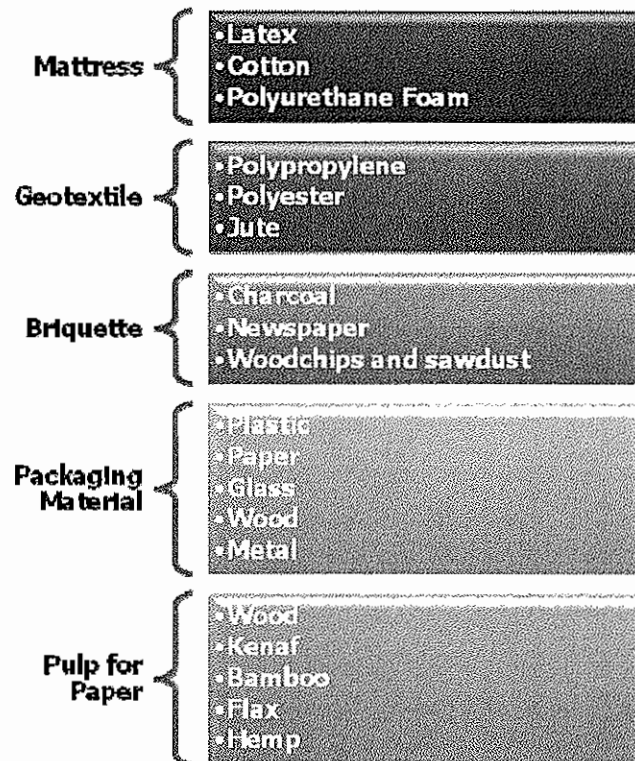 Mattress
•Latex
•Cotton
•Polyurethane Foam
Geotextile
•Polypropylene
•Polyester
•Jute
Briquette
•Charcoal
•Newspaper
•Woodchips and sawdust
Packaging
Material
•Plastic
•Paper
•Glass
•Wood
•Metal
Pulp for
Paper
•Wood
•Kenaf
•Bamboo
•Flax
•Hemp